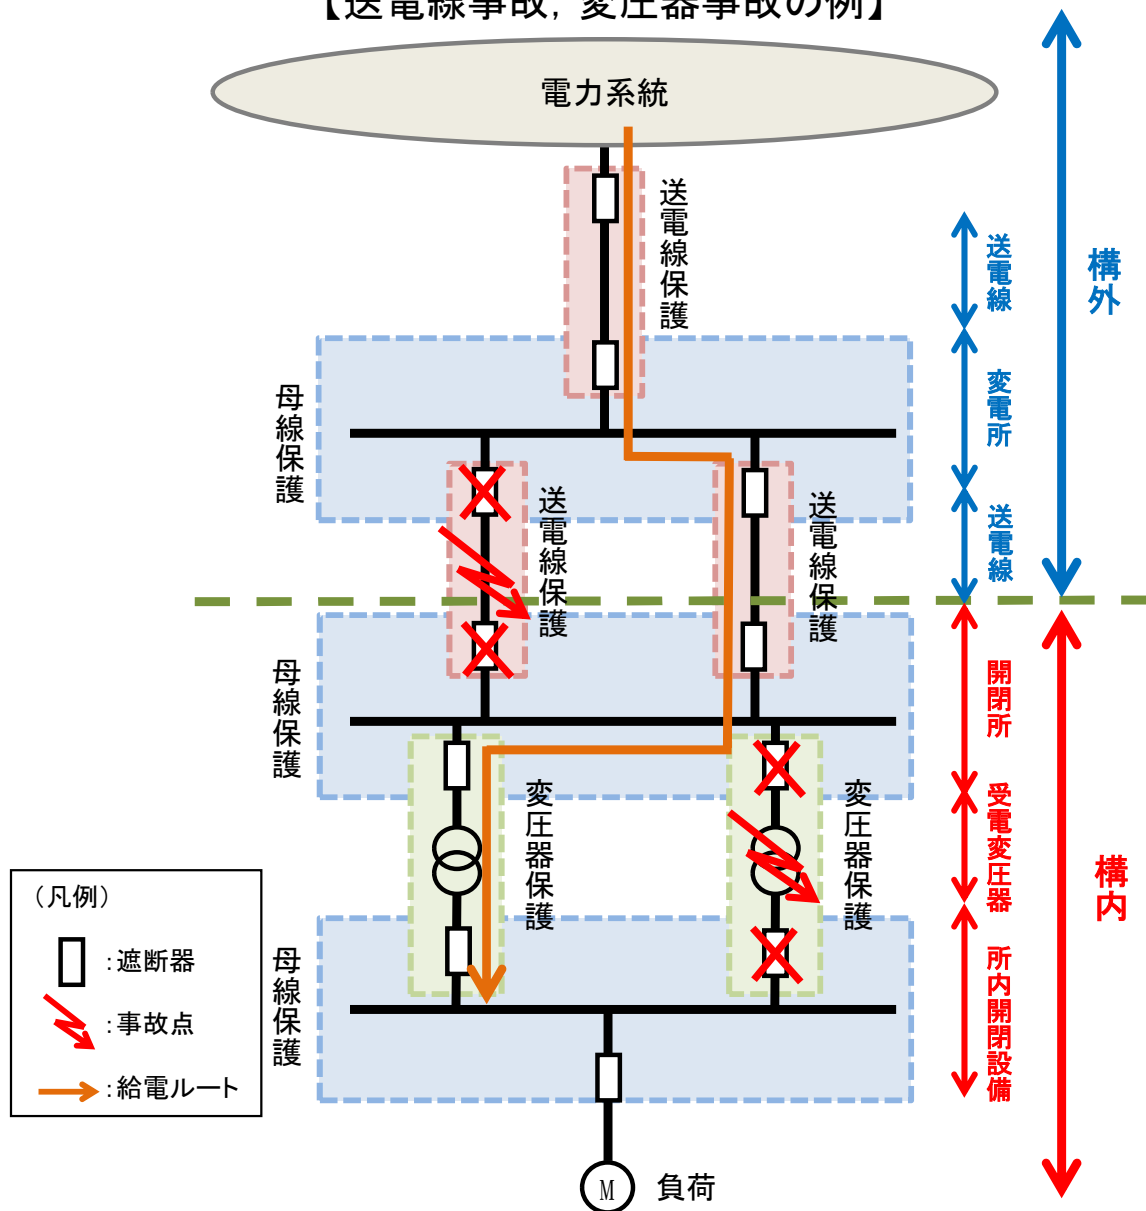 【送電線事故，変圧器事故の例】
電力系統
送電線保護
送電線
構外
母線保護
変電所
送電線保護
送電線保護
送電線
母線保護
開閉所
変圧器保護
変圧器保護
受電変圧器
構内
母線保護
所内開閉設備
（凡例）
：遮断器
：事故点
：給電ルート
M
負荷